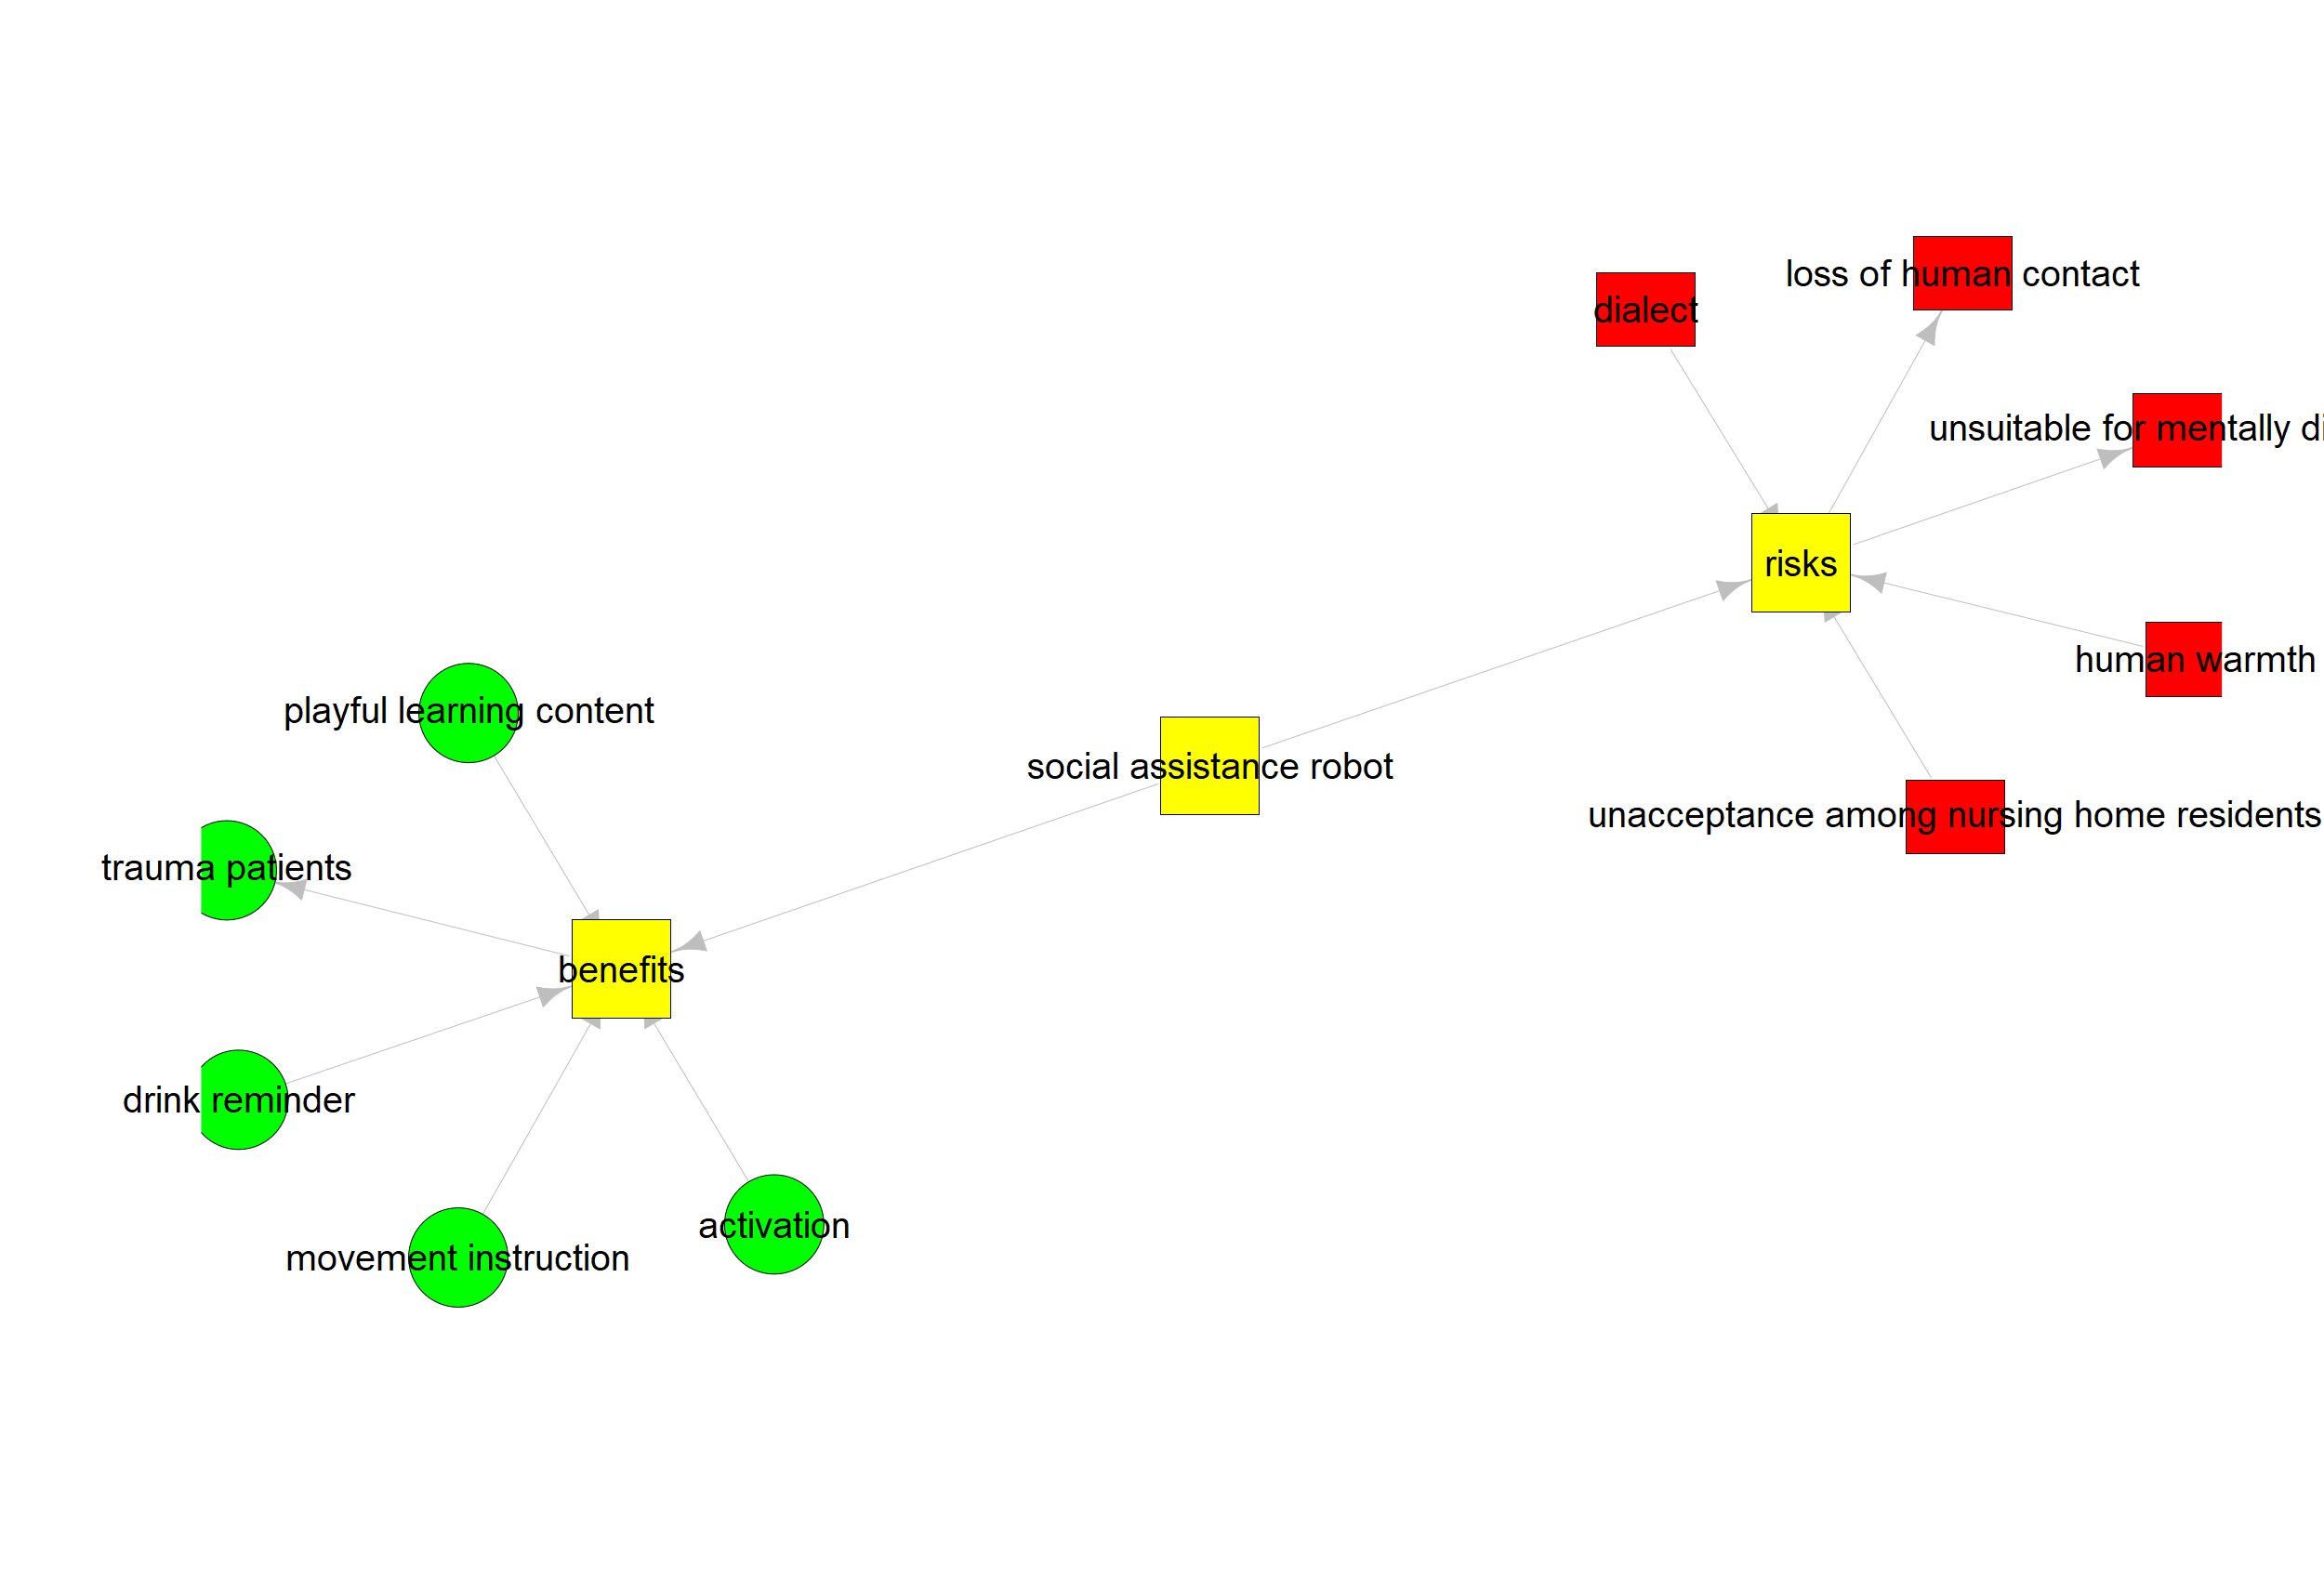 loss of human contact
dialect
unsuitable for mentally
risks
human warmth
playful learning content
social assistance robot
unacceptance among nursing home residents
trauma patients
benefits
drink reminder
activation
movement instruction